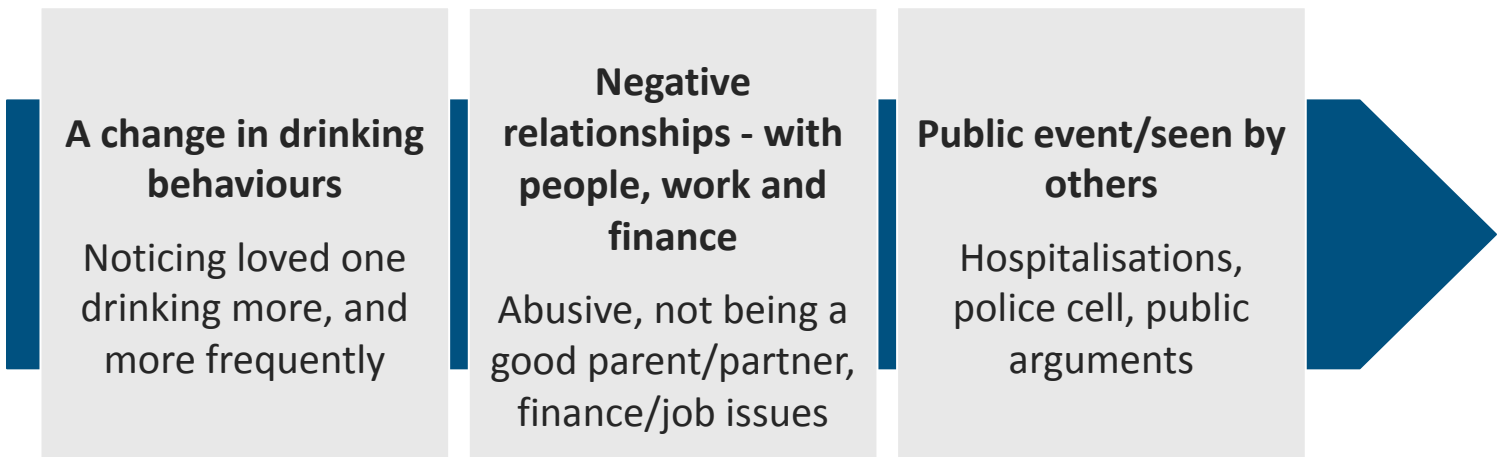 A change in drinking
behaviours
Noticing loved one
drinking more, and
more frequently
Negative
relationships - with
people, work and
finance
Abusive, not being a
good parent/partner,
finance/job issues
Public event/seen by
others
Hospitalisations,
police cell, public
arguments